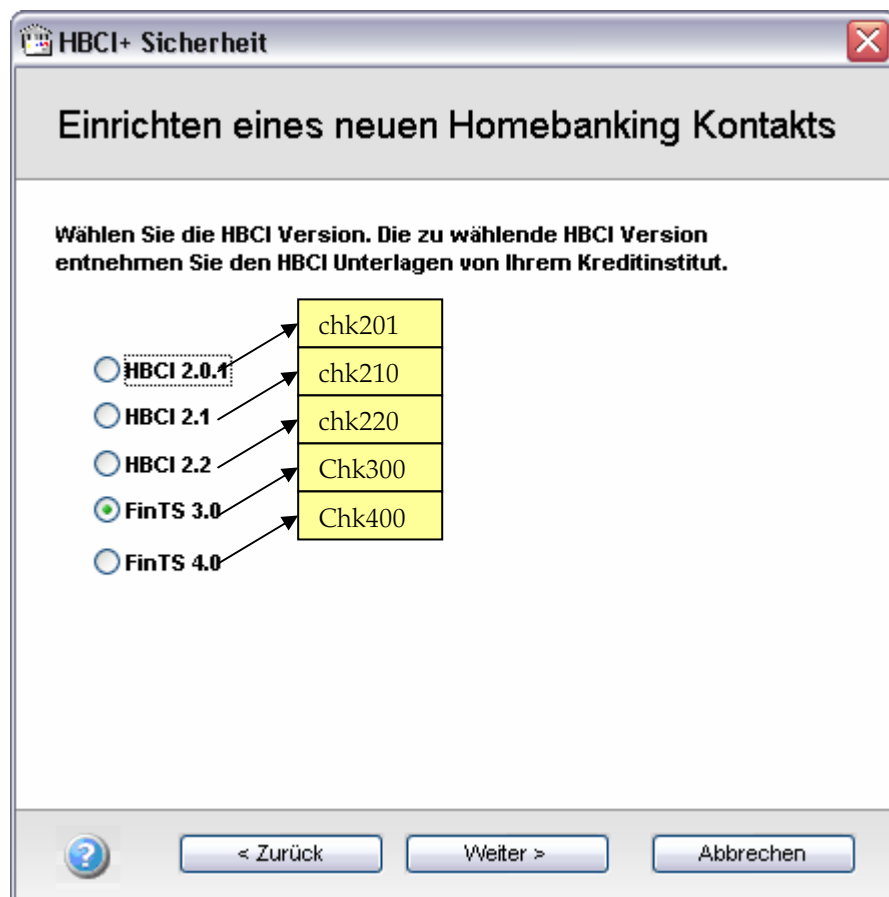 HBCI+ Sicherheit
Einrichten eines neuen Homebanking Kontakts
Wählen Sie die HBCI Version. Die zu wählende HBCI Version
entnehmen Sie den HBCI Unterlagen von Ihrem Kreditinstitut.
chk201
HBCI 2.0.1
chk210
HBCI 2.1
chk220
HBCI 2.2
Chk300
FinTS 3.0
Chk400
FinTS 4.0
< Zurück
Weiter >
Abbrechen